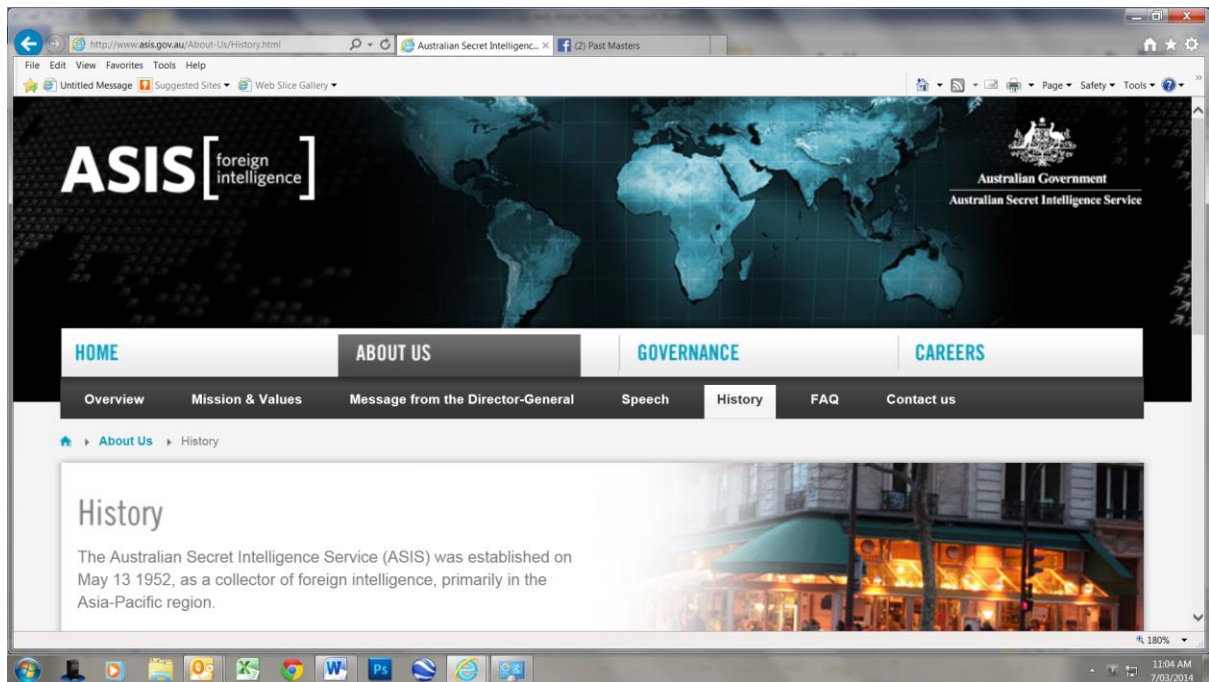 http://www.asis.gov.au/About-Us/History.html
Australian Secret Intelligenc...
(2) Past Masters
File Edit View Favorites Tools Help
Untitled Message Suggested Sites Web Slice Gallery
Page Safety Tools
ASIS [foreign intelligence]
Australian Government
Australian Secret Intelligence Service
HOME ABOUT US GOVERNANCE CAREERS
Overview Mission & Values Message from the Director-General Speech History FAQ Contact us
About Us History
History
The Australian Secret Intelligence Service (ASIS) was established on
May 13 1952, as a collector of foreign intelligence, primarily in the
Asia-Pacific region.
180%
W Ps
11:04 AM
7/03/2014